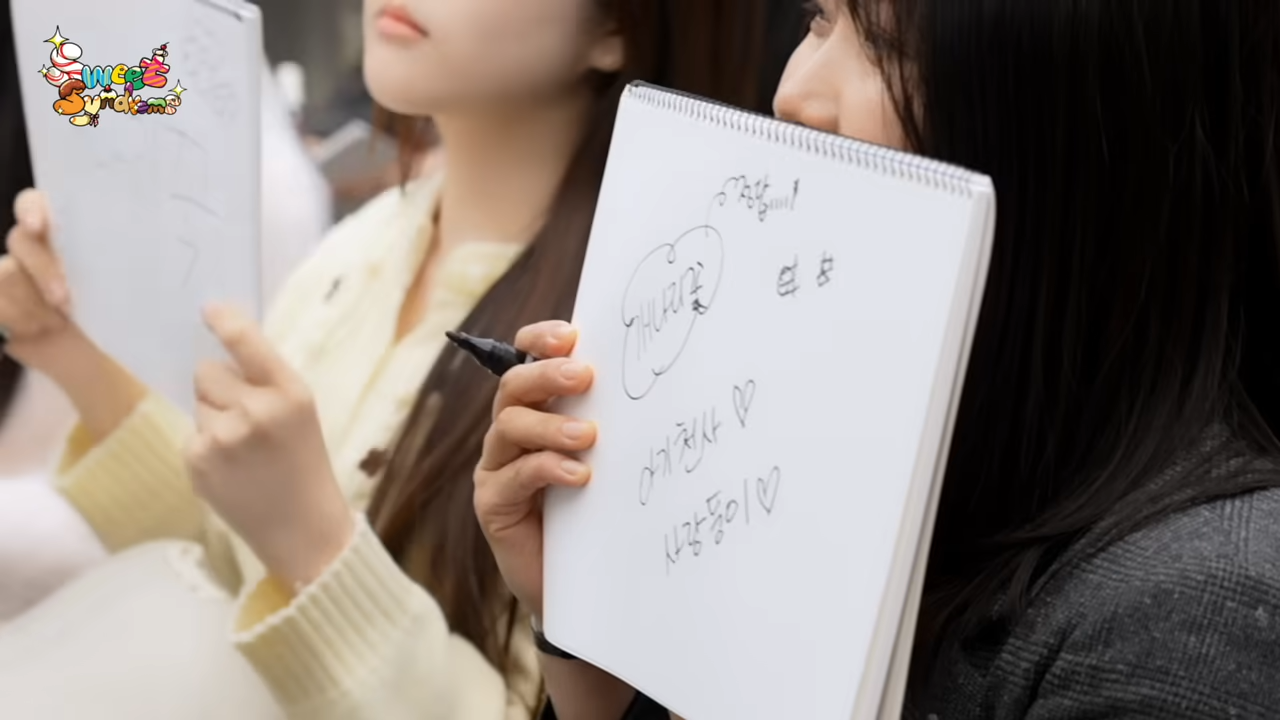 Sweet
Syndrome
정답....!
개나리꽃
아기천사 ♡
사랑둥이 ♡